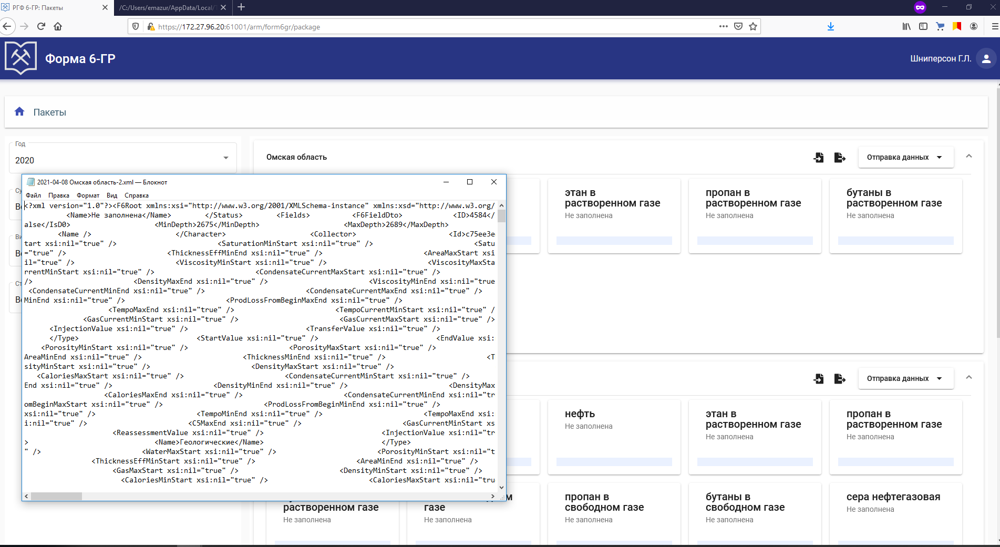 РГФ 6-ГР: Пакеты
/C:/Users/emazur/AppData/Local/
https://172.27.96.20:61001/arm/form6gr/package
Форма 6-ГР
Шниперсон Г.Л.
Пакеты
Год
2020
Омская область
Отправка данных
2021-04-08 Омская область-2.xml — Блокнот
Файл Правка Формат Вид Справка
<?xml version="1.0"?><F6Root xmlns:xsi="http://www.w3.org/2001/XMLSchema-instance" xmlns:xsd="http://www.w3.org/
<Name>Не заполнена</Name> </Status> <Fields> <F6FieldDto> <ID>4584</
alse</IsD0> <MinDepth>2675</MinDepth> <MaxDepth>2689</MaxDepth>
<Name /> </Character> <Collector> <Id>c75ee3e
tart xsi:nil="true" /> <SaturationMinStart xsi:nil="true" /> <Satu
="true" /> <ThicknessEffMinEnd xsi:nil="true" /> <AreaMaxStart xsi
il="true" /> <ViscosityMinStart xsi:nil="true" /> <ViscosityMaxSta
rrentMinStart xsi:nil="true" /> <CondensateCurrentMaxStart xsi:nil="true" />
/> <DensityMaxEnd xsi:nil="true" /> <ViscosityMinEnd xsi:nil="true
<CondensateCurrentMinEnd xsi:nil="true" /> <CondensateCurrentMaxEnd xsi:nil="true" />
MinEnd xsi:nil="true" /> <ProdLossFromBeginMaxEnd xsi:nil="true" />
<TempoMaxEnd xsi:nil="true" /> <TempoCurrentMinStart xsi:nil="true" /
<GasCurrentMinStart xsi:nil="true" /> <GasCurrentMaxStart xsi:nil="true" />
<InjectionValue xsi:nil="true" /> <TransferValue xsi:nil="true" />
</Type> <StartValue xsi:nil="true" /> <EndValue xsi:
<PorosityMinStart xsi:nil="true" /> <PorosityMaxStart xsi:nil="true" />
AreaMinEnd xsi:nil="true" /> <ThicknessMinEnd xsi:nil="true" /> <T
sityMinStart xsi:nil="true" /> <DensityMaxStart xsi:nil="true" />
<CaloriesMaxStart xsi:nil="true" /> <CondensateCurrentMinStart xsi:nil="true" />
End xsi:nil="true" /> <DensityMinEnd xsi:nil="true" /> <DensityMax
<CaloriesMaxEnd xsi:nil="true" /> <CondensateCurrentMinEnd xsi:nil="tr
omBeginMaxStart xsi:nil="true" /> <ProdLossFromBeginMinEnd xsi:nil="true" />
xsi:nil="true" /> <TempoMinEnd xsi:nil="true" /> <TempoMaxEnd xsi:
i:nil="true" /> <C5MaxEnd xsi:nil="true" /> <GasCurrentMinStart xs
<ReassessmentValue xsi:nil="true" /> <InjectionValue xsi:nil="tr
> <Name>Геологические</Name> </Type>
" /> <WaterMaxStart xsi:nil="true" /> <PorosityMinStart xsi:nil="t
<ThicknessEffMinStart xsi:nil="true" /> <AreaMinEnd xsi:nil="true" />
<GasMaxStart xsi:nil="true" /> <DensityMinStart xsi:nil="true" />
<CaloriesMinStart xsi:nil="true" /> <CaloriesMaxStart xsi:nil="tru
этан в
растворенном газе
Не заполнена
пропан в
растворенном газе
Не заполнена
бутаны в
растворенном газе
Не заполнена
Отправка данных
нефть
Не заполнена
этан в
растворенном газе
Не заполнена
пропан в
растворенном газе
Не заполнена
растворенном газе
Не заполнена
газе
Не заполнена
пропан в
свободном газе
Не заполнена
бутаны в
свободном газе
Не заполнена
сера нефтегазовая
Не заполнена